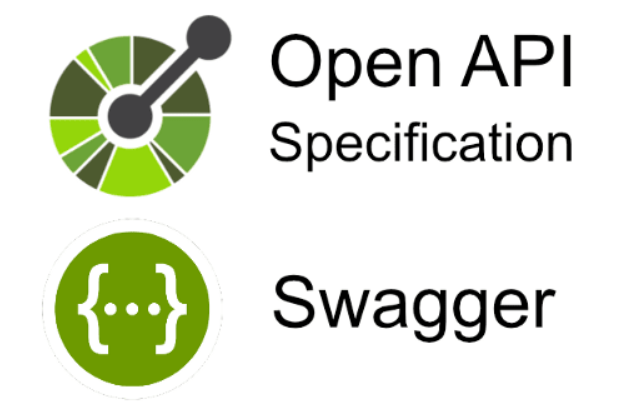 Open API
Specification
{...}
Swagger